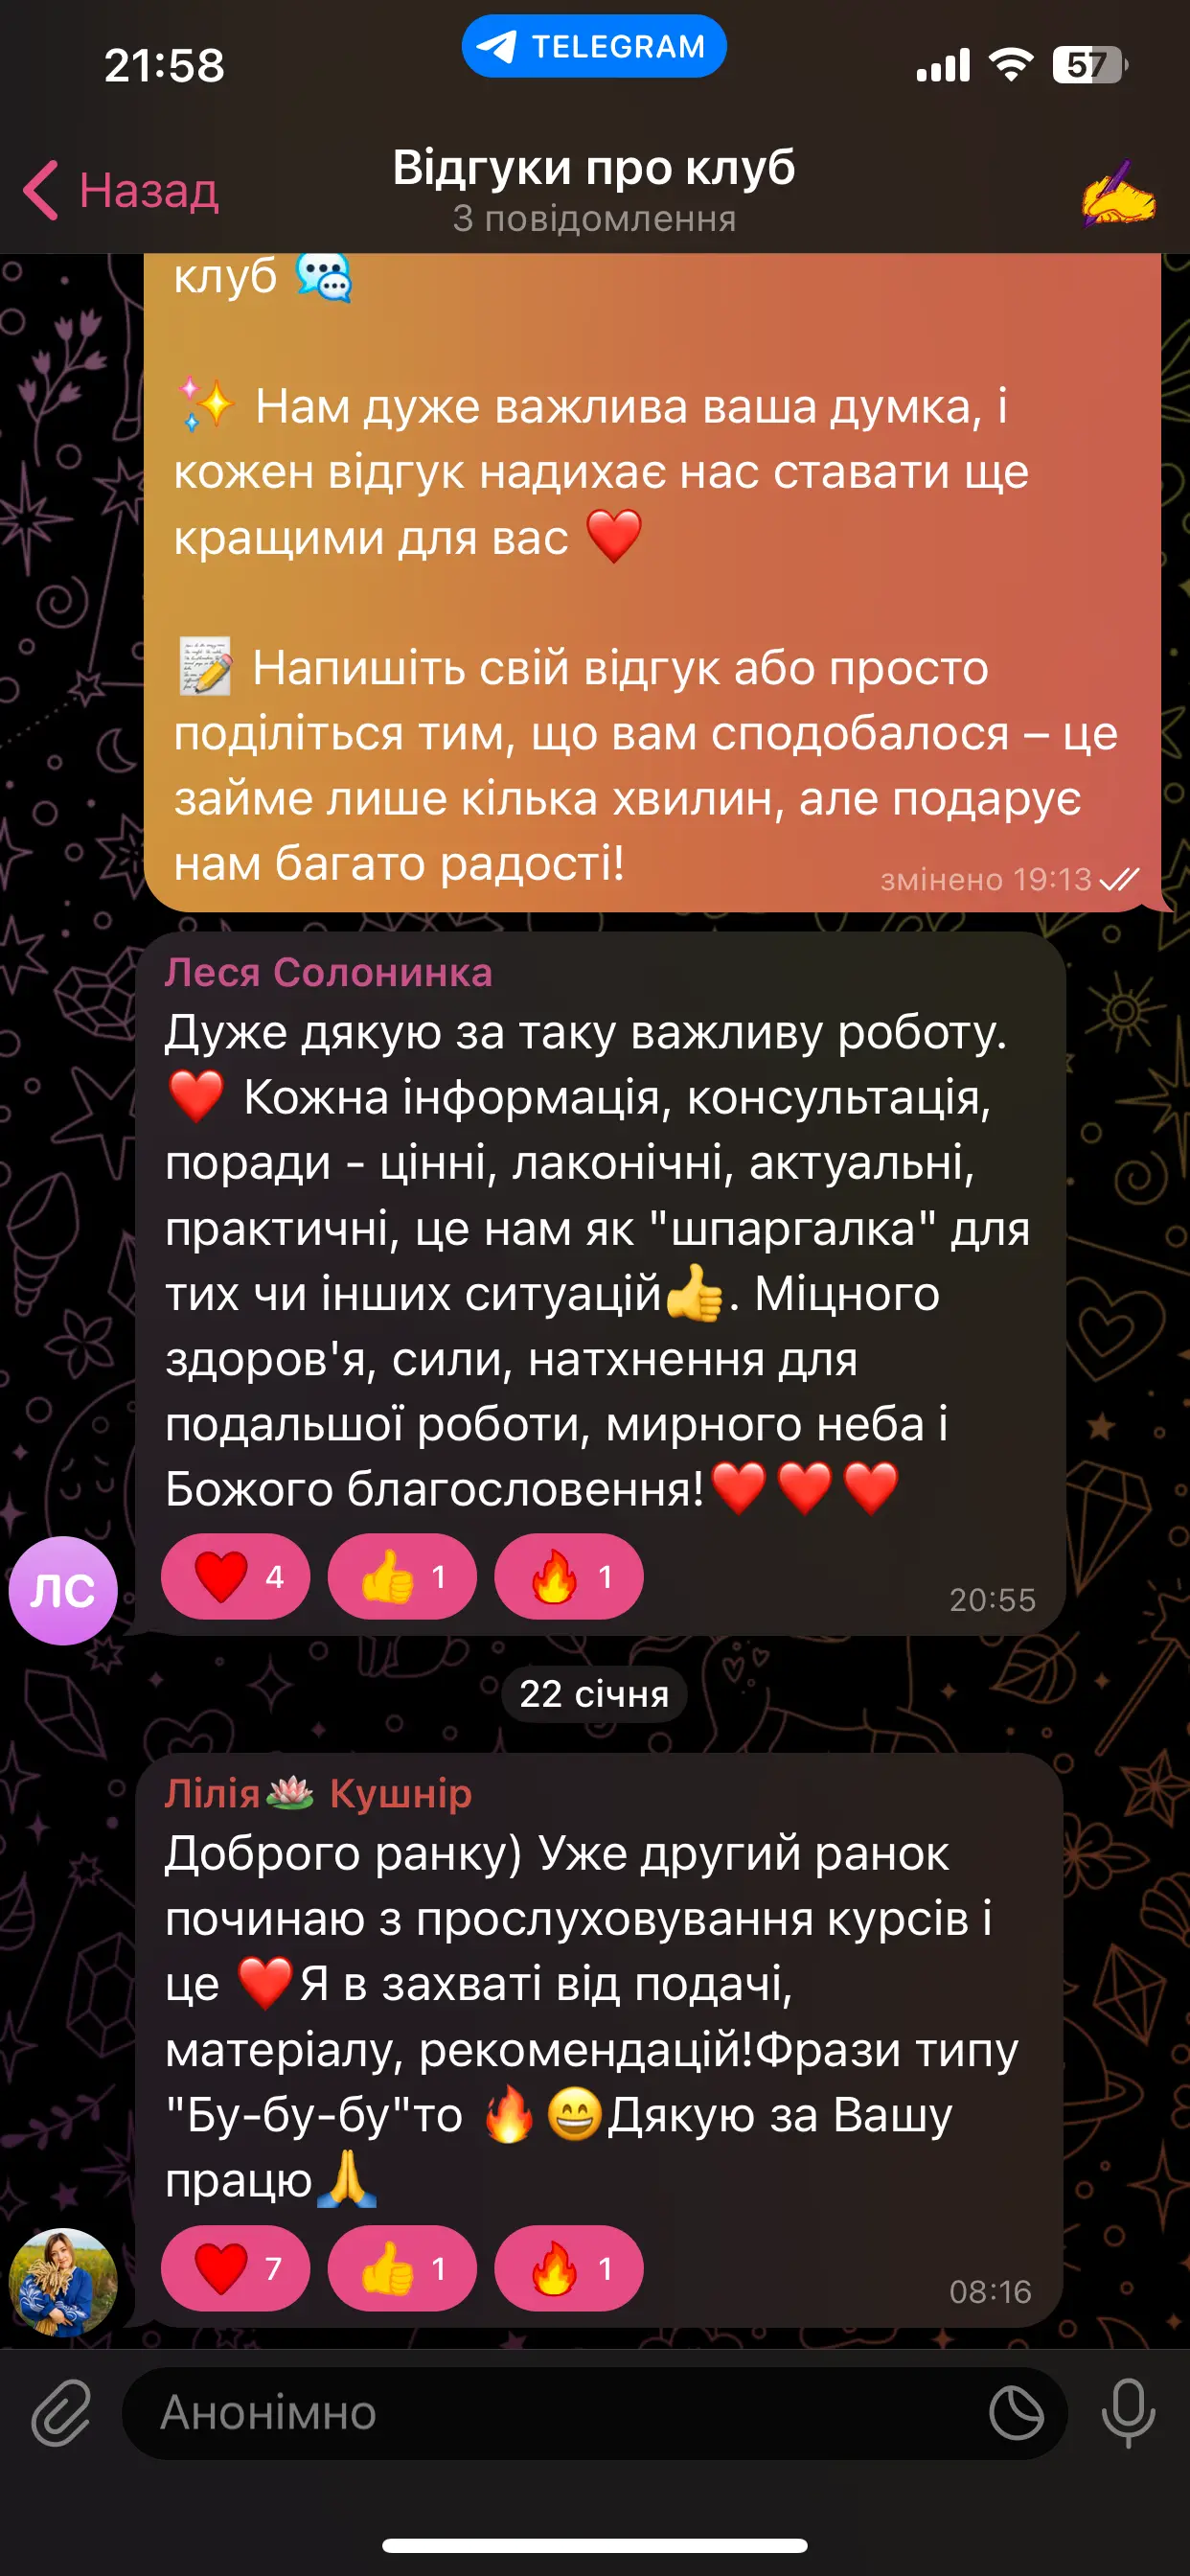 21:58
TELEGRAM
57
Назад
Відгуки про клуб
3 повідомлення
клуб 💬
✨ Нам дуже важлива ваша думка, і
кожен відгук надихає нас ставати ще
кращими для вас ❤️
📝 Напишіть свій відгук або просто
поділіться тим, що вам сподобалося – це
займе лише кілька хвилин, але подарує
нам багато радості!
змінено 19:13
Леся Солонинка
Дуже дякую за таку важливу роботу.
❤️ Кожна інформація, консультація,
поради - цінні, лаконічні, актуальні,
практичні, це нам як "шпаргалка" для
тих чи інших ситуацій👍. Міцного
здоров'я, сили, натхнення для
подальшої роботи, мирного неба і
Божого благословення!❤️❤️❤️
ЛС
❤️ 4 👍 1 🔥 1
20:55
22 січня
Лілія🪷 Кушнір
Доброго ранку) Уже другий ранок
починаю з прослуховування курсів і
це ❤️Я в захваті від подачі,
матеріалу, рекомендацій!Фрази типу
"Бу-бу-бу"то 🔥😄Дякую за Вашу
працю🙏
❤️ 7 👍 1 🔥 1
08:16
Анонімно